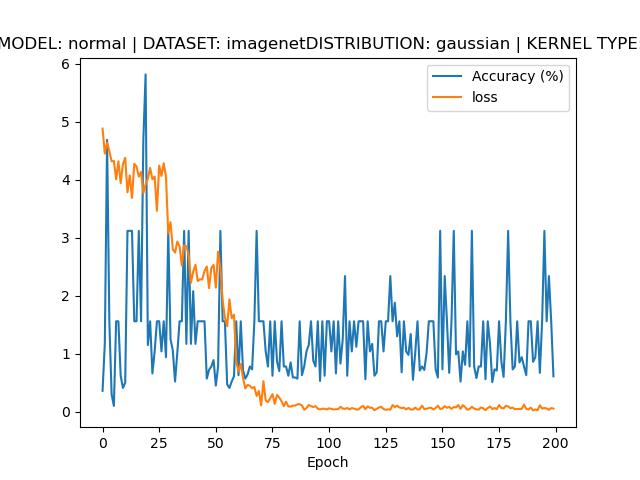 MODEL: normal | DATASET: imagenetDISTRIBUTION: gaussian | KERNEL TYPE
Accuracy (%)
loss
6
5
4
3
2
1
0
0 25 50 75 100 125 150 175 200
Epoch